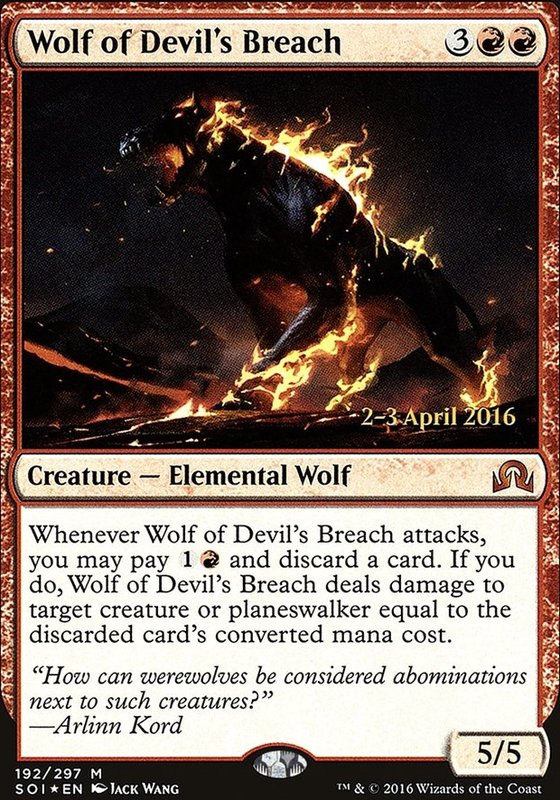 Wolf of Devil's Breach 3
2–3 April 2016
Creature — Elemental Wolf
Whenever Wolf of Devil's Breach attacks,
you may pay 1 and discard a card. If you
do, Wolf of Devil's Breach deals damage to
target creature or planeswalker equal to the
discarded card's converted mana cost.
“How can werewolves be considered abominations
next to such creatures?”
—Arlinn Kord
5/5
192/297 M
SOI★EN Jack Wang
™ & © 2016 Wizards of the Coast